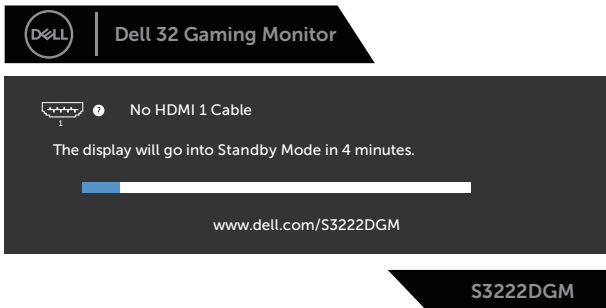 DELL
Dell 32 Gaming Monitor
? No HDMI 1 Cable
1
The display will go into Standby Mode in 4 minutes.
www.dell.com/S3222DGM
S3222DGM